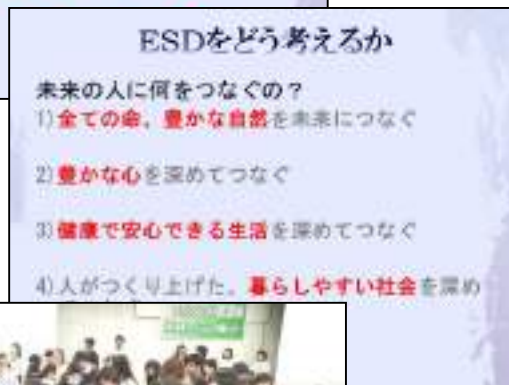 ESDをどう考えるか
未来の人に何をつなぐの？
1)全ての命、豊かな自然を未来につなぐ
2)豊かな心を深めてつなぐ
3)健康で安心できる生活を深めてつなぐ
4)人がつくり上げた、暮らしやすい社会を深め